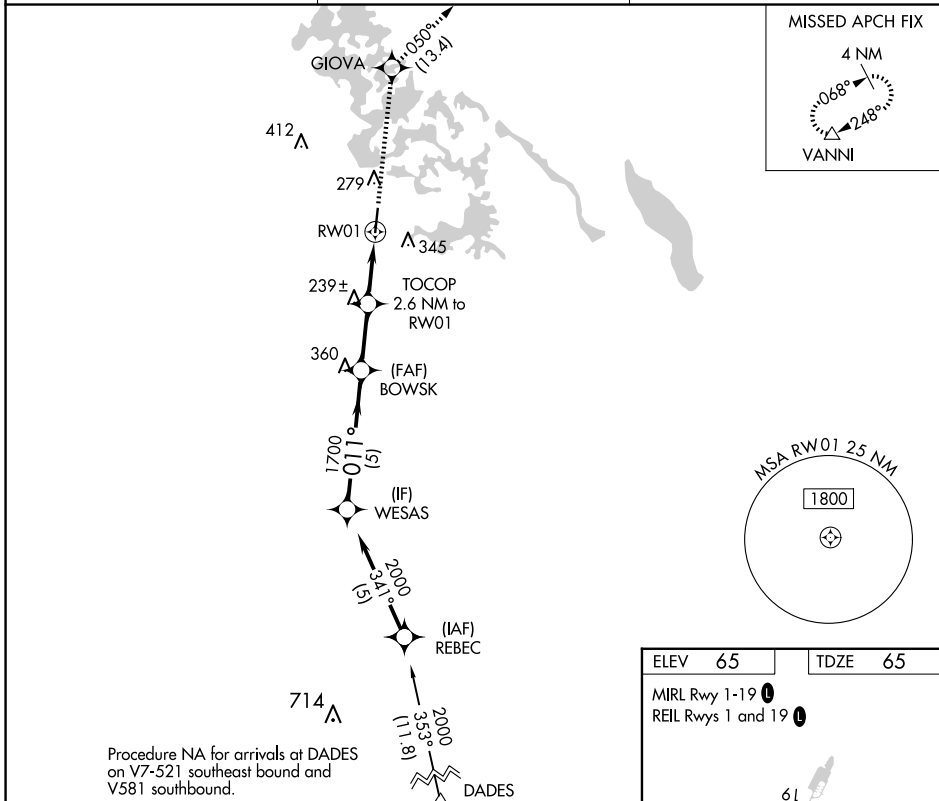 MISSED APCH FIX
4 NM
068°
248°
VANNI
GIOVA
050°
(13.4)
412
279
RW01
345
239±
TOCOP
2.6 NM to
RW01
360
(FAF)
BOWSK
1700
011°
(5)
(IF)
WESAS
2000
341°
(5)
(IAF)
REBEC
714
2000
353°
(11.8)
DADES
Procedure NA for arrivals at DADES
on V7-521 southeast bound and
V581 southbound.
MSA RW01 25 NM
1800
ELEV 65
TDZE 65
MIRL Rwy 1-19 L
REIL Rwys 1 and 19 L
61